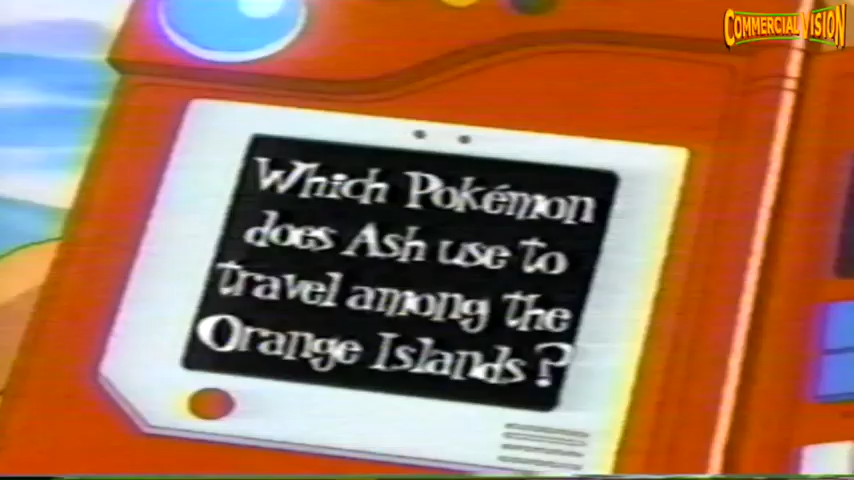 COMMERCIAL VISION
Which Pokémon
does Ash use to
travel among the
Orange Islands?